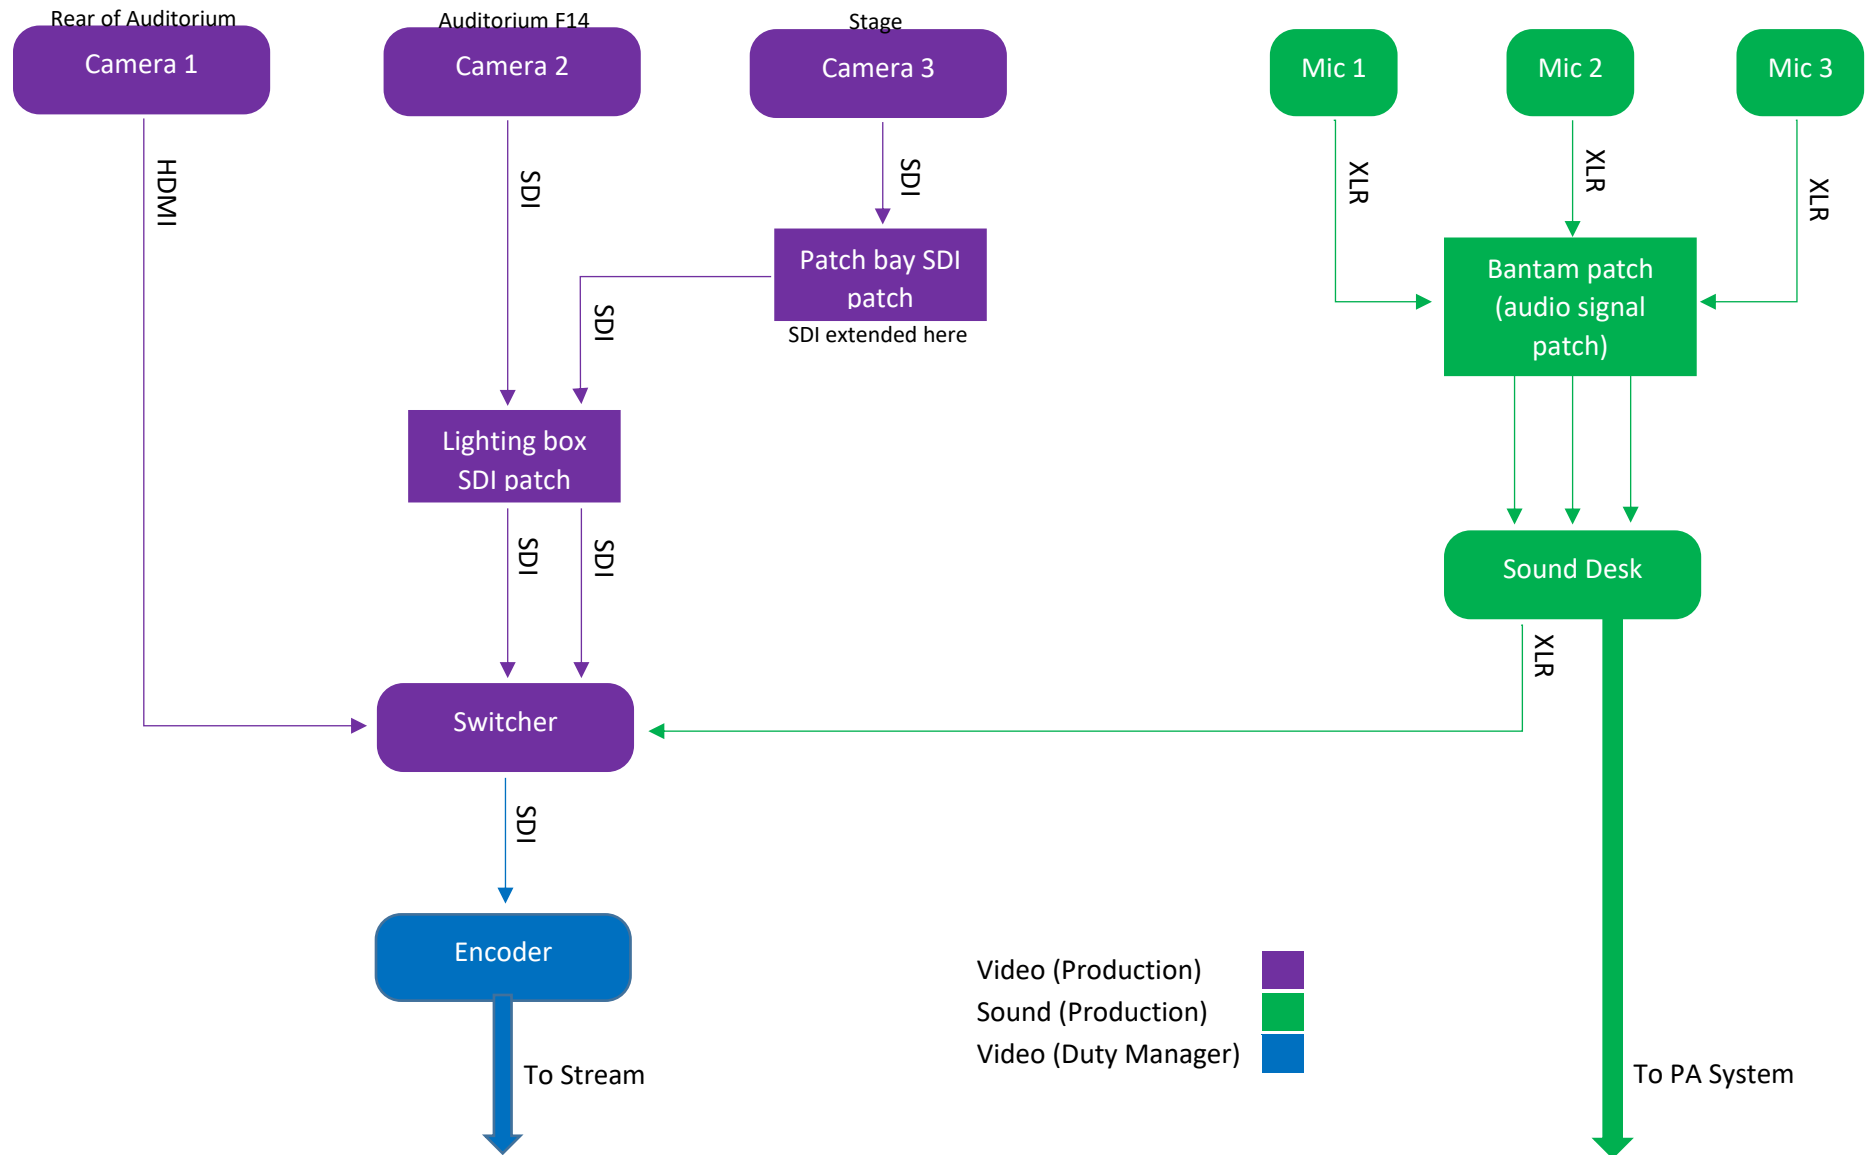 Rear of Auditorium
Camera 1
Auditorium F14
Camera 2
Stage
Camera 3
Mic 1
Mic 2
Mic 3
HDMI
SDI
SDI
XLR
XLR
XLR
Patch bay SDI
patch
SDI extended here
SDI
Bantam patch
(audio signal
patch)
Lighting box
SDI patch
SDI
SDI
Sound Desk
XLR
Switcher
SDI
Encoder
To Stream
Video (Production)
Sound (Production)
Video (Duty Manager)
To PA System